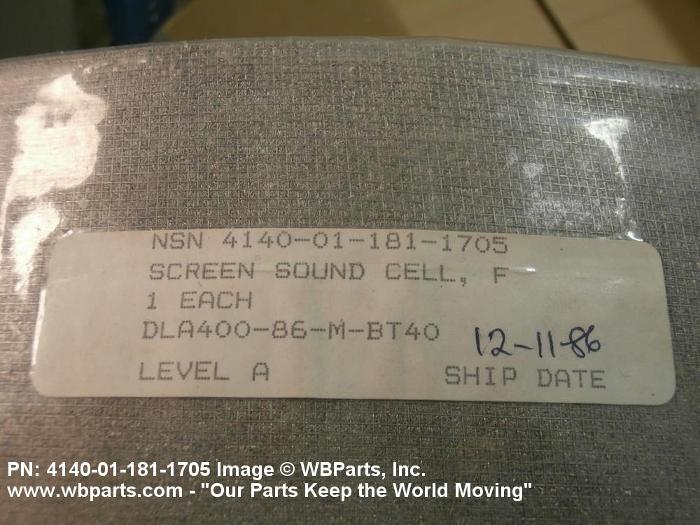 NSN 4140-01-181-1705
SCREEN SOUND CELL, F
1 EACH
DLA400-86-M-BT40 12-11-86
LEVEL A SHIP DATE
PN: 4140-01-181-1705 Image © WBParts, Inc.
www.wbparts.com - "Our Parts Keep the World Moving"